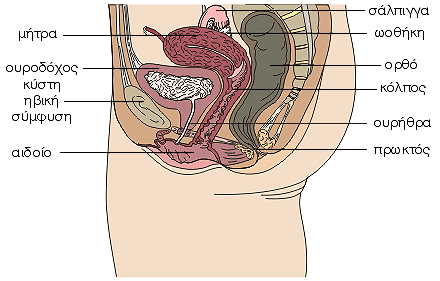 μήτρα
ουροδόχος
κύστη
ηβική
σύμφυση
αιδοίο
σάλπιγγα
ωοθήκη
ορθό
κόλπος
ουρήθρα
πρωκτός